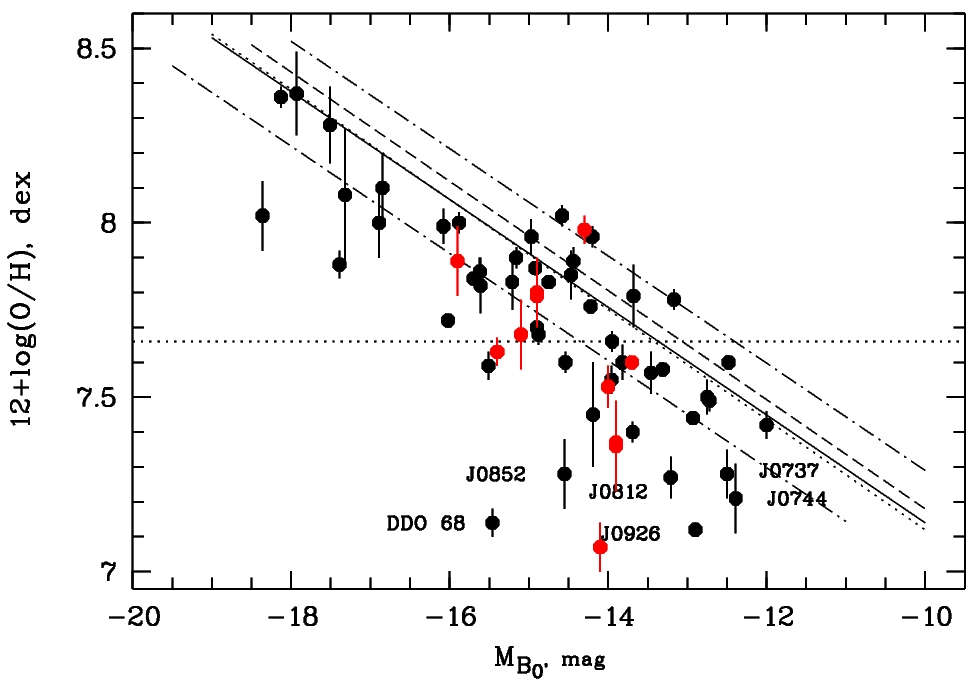 8.5
8
7.5
7
12+log(O/H), dex
J0852
J0812
J0737
J0744
DDO 68
J0926
−20 −18 −16 −14 −12 −10
M_B0, mag